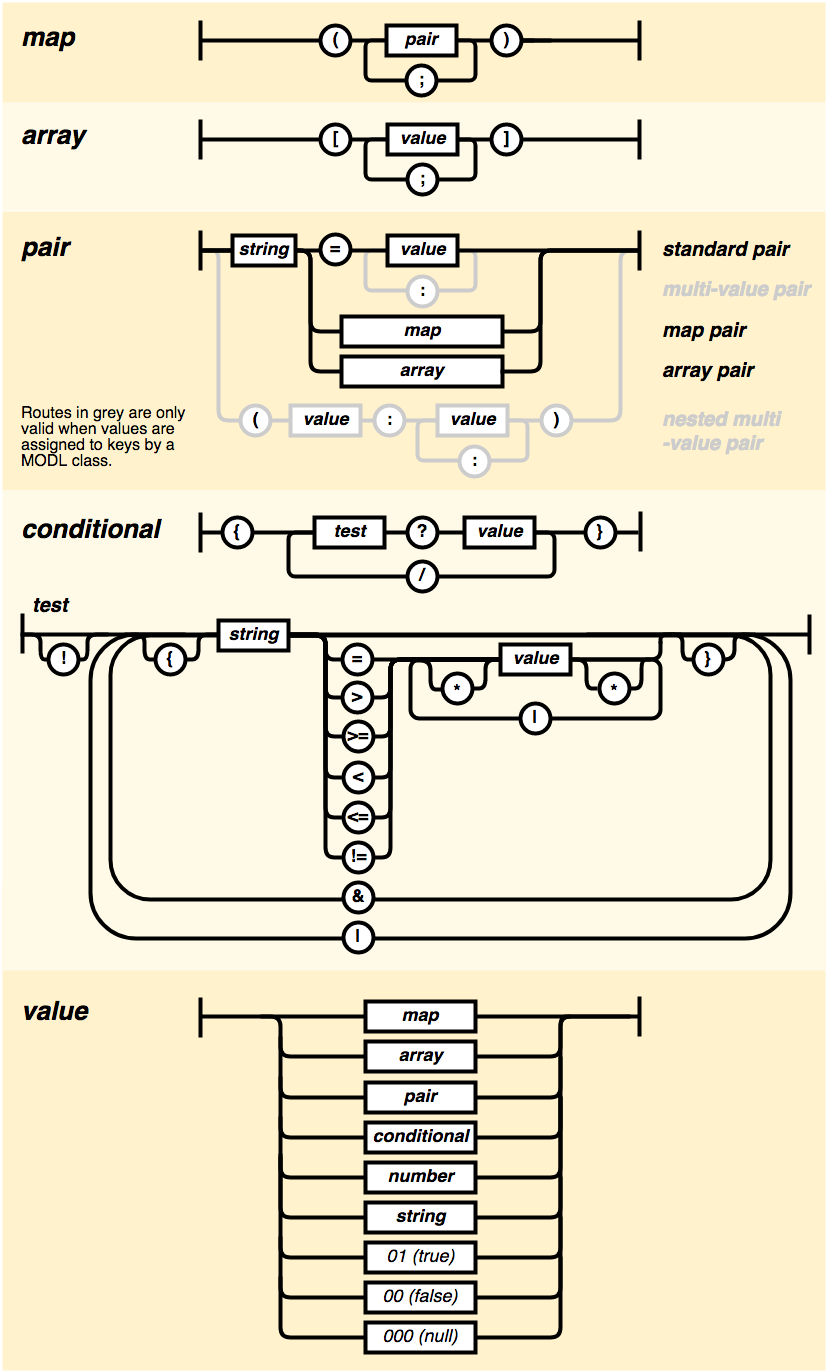 map
( pair )
;
array
[ value ]
;
pair
string = value
:
map
array
( value : value )
:
standard pair
multi-value pair
map pair
array pair
nested multi
-value pair
Routes in grey are only
valid when values are
assigned to keys by a
MODL class.
conditional
{ test ? value }
/
test
! { string = * value * }
|
>
>=
<
<=
!=
&
|
value
map
array
pair
conditional
number
string
01 (true)
00 (false)
000 (null)